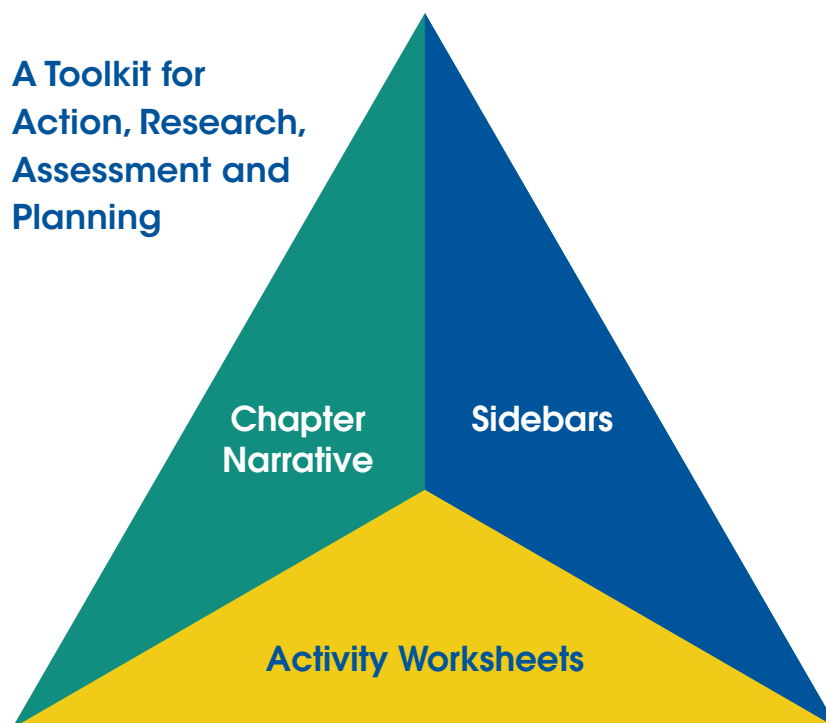 A Toolkit for
Action, Research,
Assessment and
Planning
Chapter
Narrative
Sidebars
Activity Worksheets